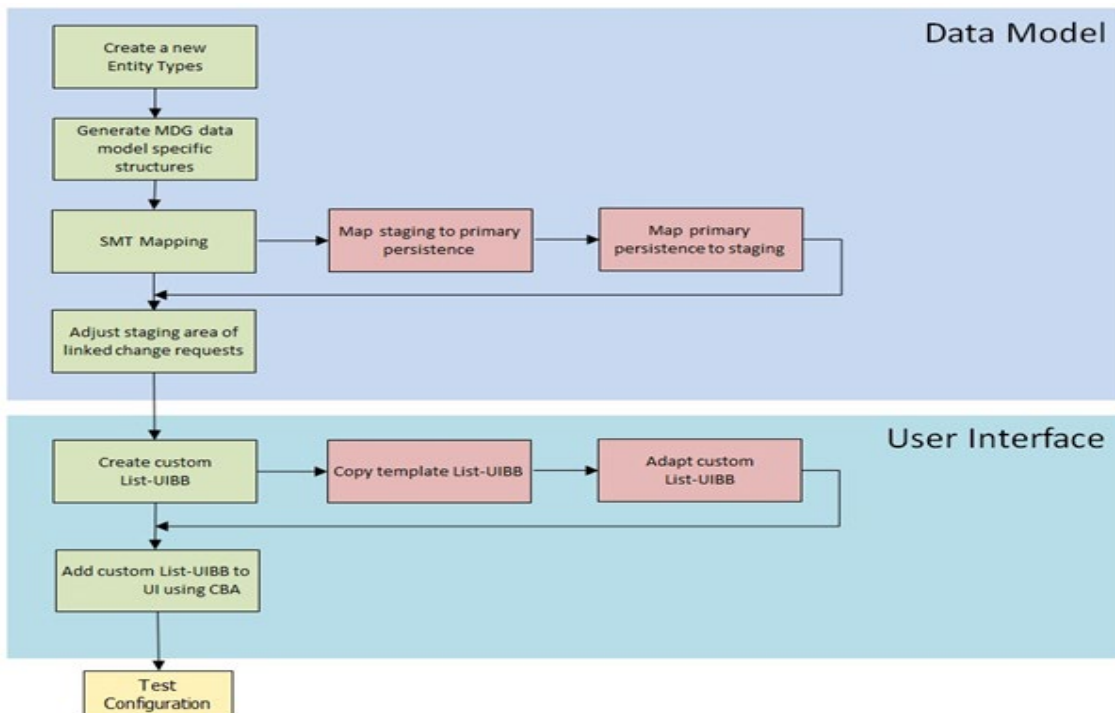 Data Model
Create a new
Entity Types
Generate MDG data
model specific
structures
SMT Mapping
Map staging to primary
persistence
Map primary
persistence to staging
Adjust staging area of
linked change requests
User Interface
Create custom
List-UIBB
Copy template List-UIBB
Adapt custom
List-UIBB
Add custom List-UIBB to
UI using CBA
Test
Configuration